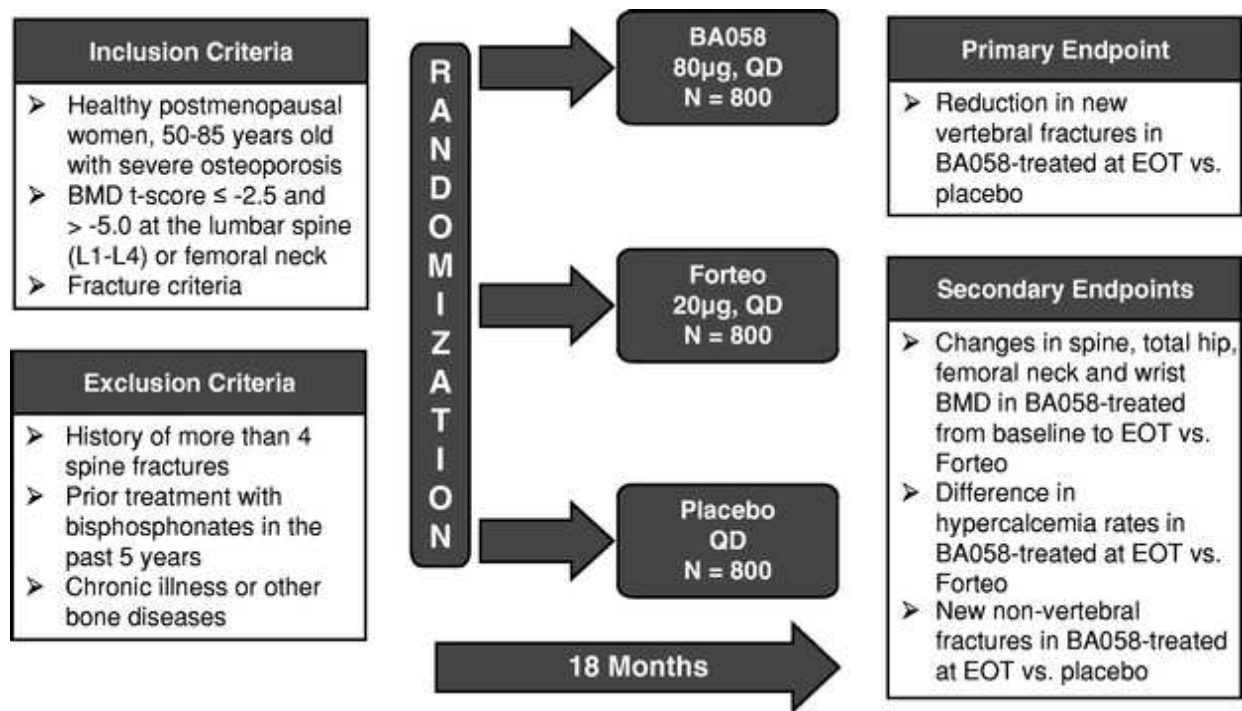 Inclusion Criteria
➢ Healthy postmenopausal
women, 50-85 years old
with severe osteoporosis
➢ BMD t-score ≤ -2.5 and
> -5.0 at the lumbar spine
(L1-L4) or femoral neck
➢ Fracture criteria
Exclusion Criteria
➢ History of more than 4
spine fractures
➢ Prior treatment with
bisphosphonates in the
past 5 years
➢ Chronic illness or other
bone diseases
RANDOMIZATION
BA058
80µg, QD
N = 800
Forteo
20µg, QD
N = 800
Placebo
QD
N = 800
18 Months
Primary Endpoint
➢ Reduction in new
vertebral fractures in
BA058-treated at EOT vs.
placebo
Secondary Endpoints
➢ Changes in spine, total hip,
femoral neck and wrist
BMD in BA058-treated
from baseline to EOT vs.
Forteo
➢ Difference in
hypercalcemia rates in
BA058-treated at EOT vs.
Forteo
➢ New non-vertebral
fractures in BA058-treated
at EOT vs. placebo